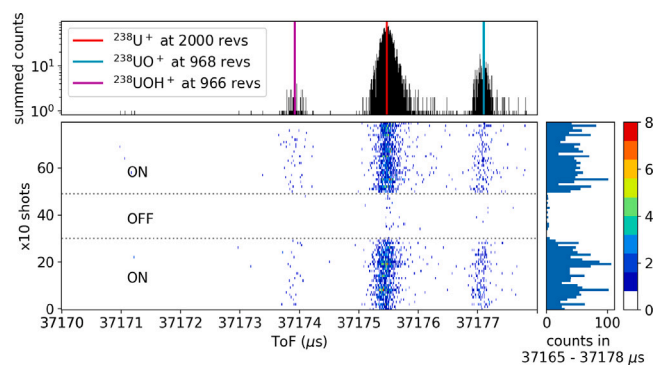 summed counts
10¹
10⁰
²³⁸U⁺ at 2000 revs
²³⁸UO⁺ at 968 revs
²³⁸UOH⁺ at 966 revs
x10 shots
60
40
20
0
ON
OFF
ON
37170 37171 37172 37173 37174 37175 37176 37177
ToF (μs)
0 100
counts in
37165 - 37178 μs
8
6
4
2
0